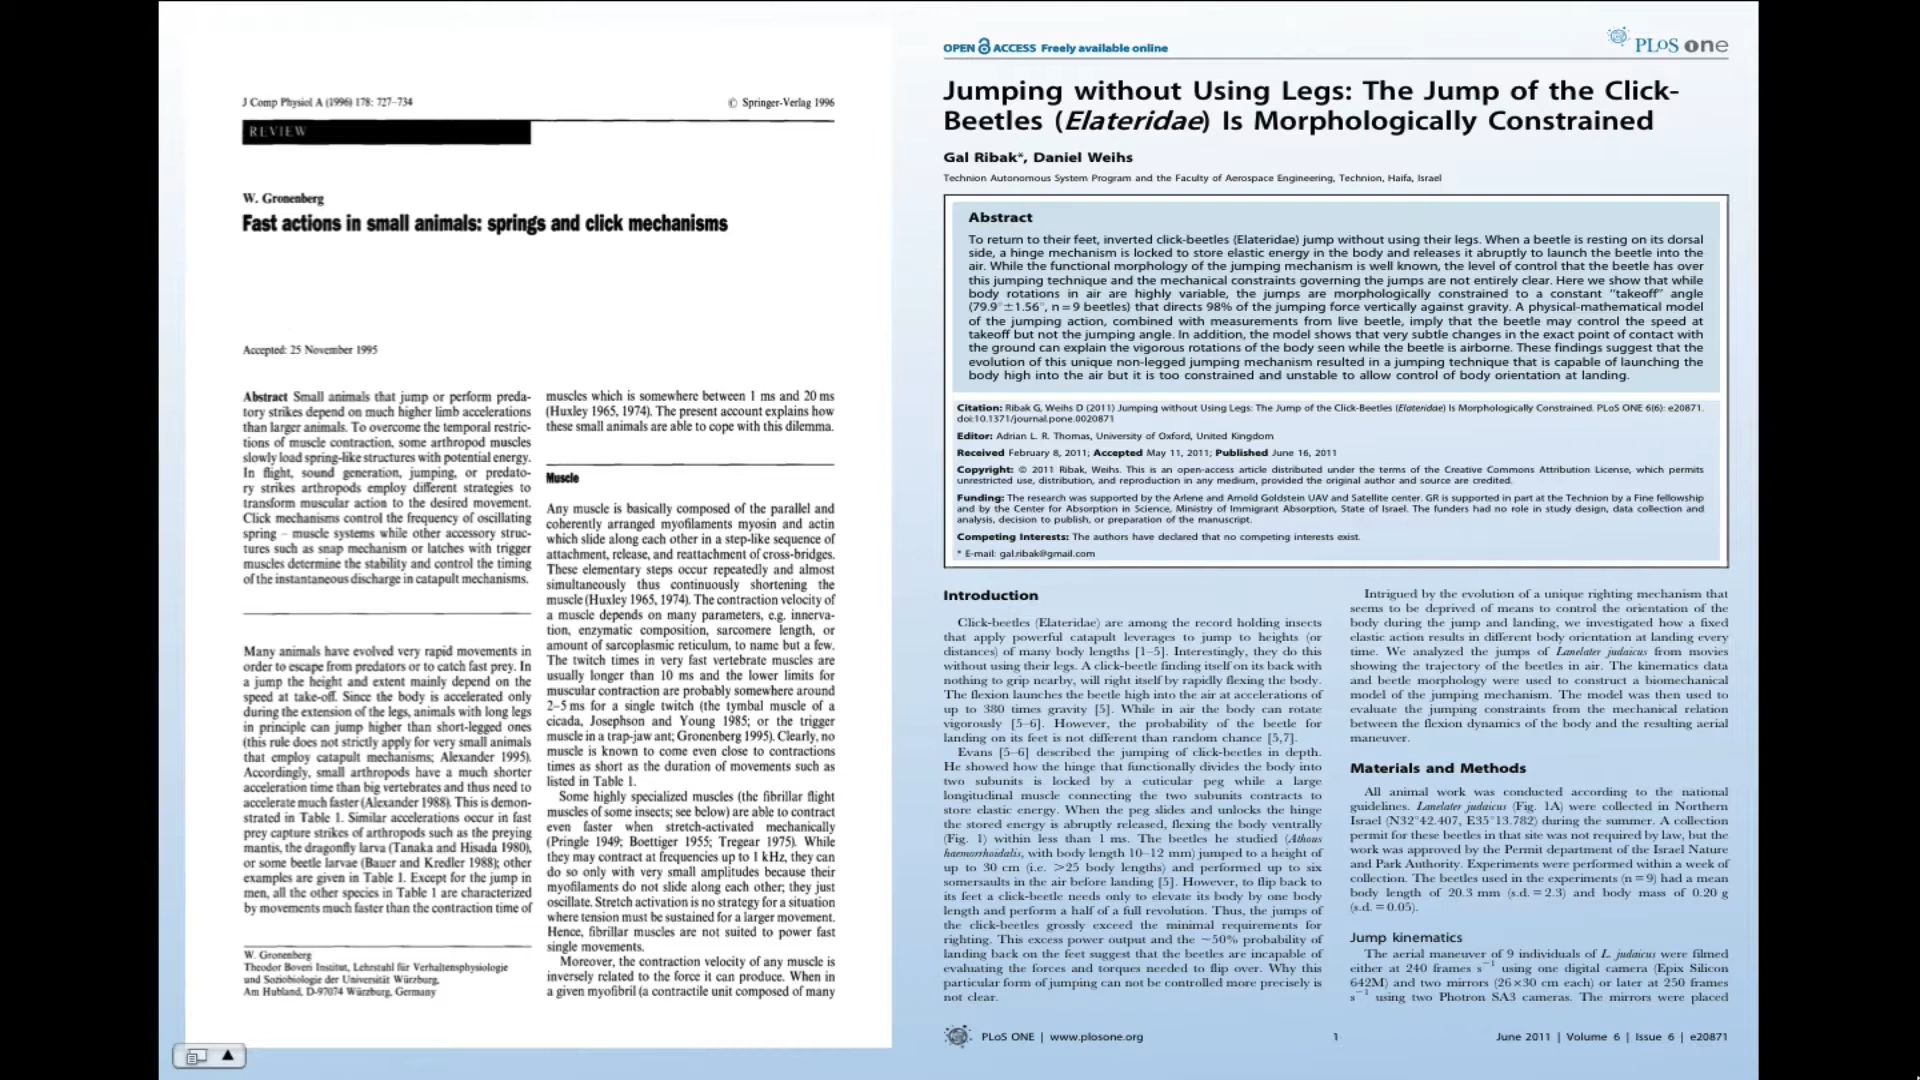 J Comp Physiol A (1996) 178: 727-734
© Springer-Verlag 1996
REVIEW
W. Gronenberg
Fast actions in small animals: springs and click mechanisms
Accepted: 25 November 1995
Abstract Small animals that jump or perform preda-
tory strikes depend on much higher limb accelerations
than larger animals. To overcome the temporal restric-
tions of muscle contraction, some arthropod muscles
slowly load spring-like structures with potential energy.
In flight, sound generation, jumping, or predato-
ry strikes arthropods employ different strategies to
transform muscular action to the desired movement.
Click mechanisms control the frequency of oscillating
spring – muscle systems while other accessory struc-
tures such as snap mechanism or latches with trigger
muscles determine the stability and control the timing
of the instantaneous discharge in catapult mechanisms.
Many animals have evolved very rapid movements in
order to escape from predators or to catch fast prey. In
a jump the height and extent mainly depend on the
speed at take-off. Since the body is accelerated only
during the extension of the legs, animals with long legs
in principle can jump higher than short-legged ones
(this rule does not strictly apply for very small animals
that employ catapult mechanisms; Alexander 1995).
Accordingly, small arthropods have a much shorter
acceleration time than big vertebrates and thus need to
accelerate much faster (Alexander 1988). This is demon-
strated in Table 1. Similar accelerations occur in fast
prey capture strikes of arthropods such as the preying
mantis, the dragonfly larva (Tanaka and Hisada 1980),
or some beetle larvae (Bauer and Kredler 1988); other
examples are given in Table 1. Except for the jump in
men, all the other species in Table 1 are characterized
by movements much faster than the contraction time of
W. Gronenberg
Theodor Boveri Institut, Lehrstuhl für Verhaltensphysiologie
und Soziobiologie der Universität Würzburg,
Am Hubland, D-97074 Würzburg, Germany
muscles which is somewhere between 1 ms and 20 ms
(Huxley 1965, 1974). The present account explains how
these small animals are able to cope with this dilemma.
Muscle
Any muscle is basically composed of the parallel and
coherently arranged myofilaments myosin and actin
which slide along each other in a step-like sequence of
attachment, release, and reattachment of cross-bridges.
These elementary steps occur repeatedly and almost
simultaneously thus continuously shortening the
muscle (Huxley 1965, 1974). The contraction velocity of
a muscle depends on many parameters, e.g. innerva-
tion, enzymatic composition, sarcomere length, or
amount of sarcoplasmic reticulum, to name but a few.
The twitch times in very fast vertebrate muscles are
usually longer than 10 ms and the lower limits for
muscular contraction are probably somewhere around
2-5 ms for a single twitch (the tymbal muscle of a
cicada, Josephson and Young 1985; or the trigger
muscle in a trap-jaw ant; Gronenberg 1995). Clearly, no
muscle is known to come even close to contractions
times as short as the duration of movements such as
listed in Table 1.
Some highly specialized muscles (the fibrillar flight
muscles of some insects; see below) are able to contract
even faster when stretch-activated mechanically
(Pringle 1949; Boettiger 1955; Tregear 1975). While
they may contract at frequencies up to 1 kHz, they can
do so only with very small amplitudes because their
myofilaments do not slide along each other; they just
oscillate. Stretch activation is no strategy for a situation
where tension must be sustained for a larger movement.
Hence, fibrillar muscles are not suited to power fast
single movements.
Moreover, the contraction velocity of any muscle is
inversely related to the force it can produce. When in
a given myofibril (a contractile unit composed of many
OPEN ACCESS Freely available online
PLoS one
Jumping without Using Legs: The Jump of the Click-
Beetles (Elateridae) Is Morphologically Constrained
Gal Ribak*, Daniel Weihs
Technion Autonomous System Program and the Faculty of Aerospace Engineering, Technion, Haifa, Israel
Abstract
To return to their feet, inverted click-beetles (Elateridae) jump without using their legs. When a beetle is resting on its dorsal
side, a hinge mechanism is locked to store elastic energy in the body and releases it abruptly to launch the beetle into the
air. While the functional morphology of the jumping mechanism is well known, the level of control that the beetle has over
this jumping technique and the mechanical constraints governing the jumps are not entirely clear. Here we show that while
body rotations in air are highly variable, the jumps are morphologically constrained to a constant "takeoff" angle
(79.9°±1.56°, n = 9 beetles) that directs 98% of the jumping force vertically against gravity. A physical-mathematical model
of the jumping action, combined with measurements from live beetle, imply that the beetle may control the speed at
takeoff but not the jumping angle. In addition, the model shows that very subtle changes in the exact point of contact with
the ground can explain the vigorous rotations of the body seen while the beetle is airborne. These findings suggest that the
evolution of this unique non-legged jumping mechanism resulted in a jumping technique that is capable of launching the
body high into the air but it is too constrained and unstable to allow control of body orientation at landing.
Citation: Ribak G, Weihs D (2011) Jumping without Using Legs: The Jump of the Click-Beetles (Elateridae) Is Morphologically Constrained. PLoS ONE 6(6): e20871.
doi:10.1371/journal.pone.0020871
Editor: Adrian L. R. Thomas, University of Oxford, United Kingdom
Received February 8, 2011; Accepted May 11, 2011; Published June 16, 2011
Copyright: © 2011 Ribak, Weihs. This is an open-access article distributed under the terms of the Creative Commons Attribution License, which permits
unrestricted use, distribution, and reproduction in any medium, provided the original author and source are credited.
Funding: The research was supported by the Arlene and Arnold Goldstein UAV and Satellite center. GR is supported in part at the Technion by a Fine fellowship
and by the Center for Absorption in Science, Ministry of Immigrant Absorption, State of Israel. The funders had no role in study design, data collection and
analysis, decision to publish, or preparation of the manuscript.
Competing Interests: The authors have declared that no competing interests exist.
* E-mail: gal.ribak@gmail.com
Introduction
Click-beetles (Elateridae) are among the record holding insects
that apply powerful catapult leverages to jump to heights (or
distances) of many body lengths [1–5]. Interestingly, they do this
without using their legs. A click-beetle finding itself on its back with
nothing to grip nearby, will right itself by rapidly flexing the body.
The flexion launches the beetle high into the air at accelerations of
up to 380 times gravity [5]. While in air the body can rotate
vigorously [5–6]. However, the probability of the beetle for
landing on its feet is not different than random chance [5,7].
Evans [5–6] described the jumping of click-beetles in depth.
He showed how the hinge that functionally divides the body into
two subunits is locked by a cuticular peg while a large
longitudinal muscle connecting the two subunits contracts to
store elastic energy. When the peg slides and unlocks the hinge
the stored energy is abruptly released, flexing the body ventrally
(Fig. 1) within less than 1 ms. The beetles he studied (Athous
haemorrhoidalis, with body length 10–12 mm) jumped to a height of
up to 30 cm (i.e. >25 body lengths) and performed up to six
somersaults in the air before landing [5]. However, to flip back to
its feet a click-beetle needs only to elevate its body by one body
length and perform a half of a full revolution. Thus, the jumps of
the click-beetles grossly exceed the minimal requirements for
righting. This excess power output and the ~50% probability of
landing back on the feet suggest that the beetles are incapable of
evaluating the forces and torques needed to flip over. Why this
particular form of jumping can not be controlled more precisely is
not clear.
Intrigued by the evolution of a unique righting mechanism that
seems to be deprived of means to control the orientation of the
body during the jump and landing, we investigated how a fixed
elastic action results in different body orientation at landing every
time. We analyzed the jumps of Lanelater judaicus from movies
showing the trajectory of the beetles in air. The kinematics data
and beetle morphology were used to construct a biomechanical
model of the jumping mechanism. The model was then used to
evaluate the jumping constraints from the mechanical relation
between the flexion dynamics of the body and the resulting aerial
maneuver.
Materials and Methods
All animal work was conducted according to the national
guidelines. Lanelater judaicus (Fig. 1A) were collected in Northern
Israel (N32°42.407, E35°13.782) during the summer. A collection
permit for these beetles in that site was not required by law, but the
work was approved by the Permit department of the Israel Nature
and Park Authority. Experiments were performed within a week of
collection. The beetles used in the experiments (n = 9) had a mean
body length of 20.3 mm (s.d. = 2.3) and body mass of 0.20 g
(s.d. = 0.05).
Jump kinematics
The aerial maneuver of 9 individuals of L. judaicus were filmed
either at 240 frames s⁻¹ using one digital camera (Epix Silicon
642M) and two mirrors (26×30 cm each) or later at 250 frames
s⁻¹ using two Photron SA3 cameras. The mirrors were placed
PLoS ONE | www.plosone.org
1
June 2011 | Volume 6 | Issue 6 | e20871